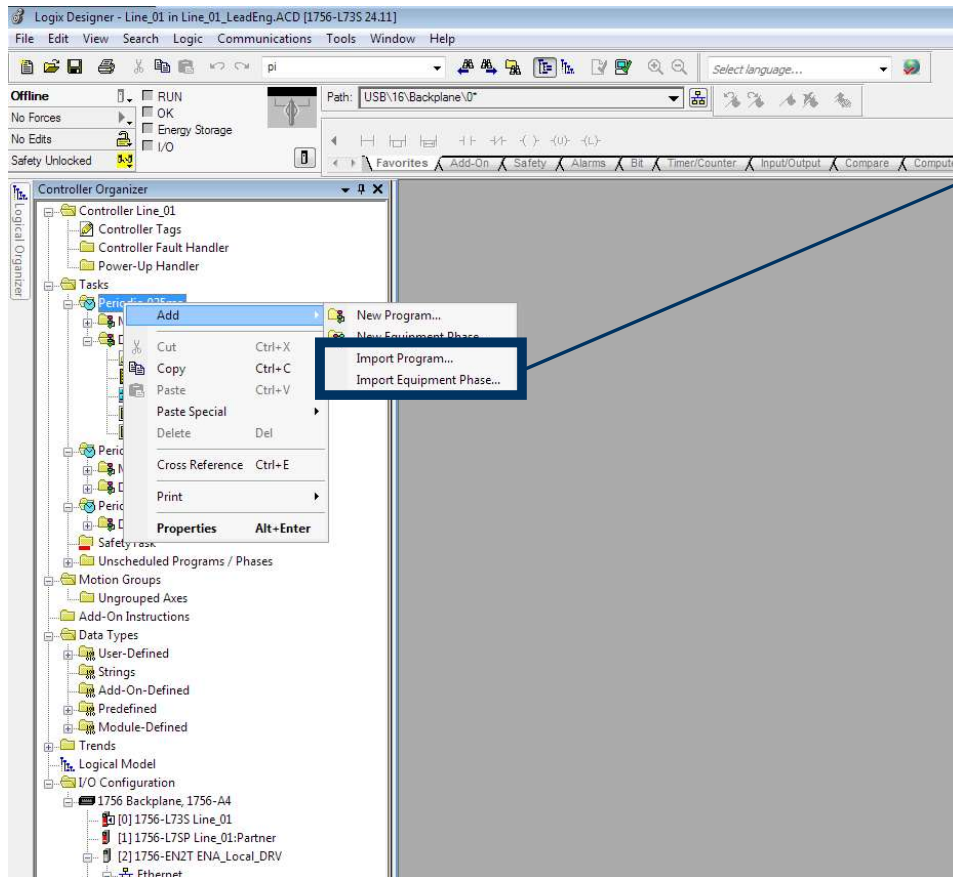 Logix Designer - Line_01 in Line_01_LeadEng.ACD [1756-L73S 24.11]
File Edit View Search Logic Communications Tools Window Help
pi
Select language...
Offline
RUN
Path: USB\16\Backplane\0*
No Forces
OK
No Edits
Energy Storage
I/O
Safety Unlocked
Favorites Add-On Safety Alarms Bit Timer/Counter Input/Output Compare
Logical Organizer
Controller Organizer
Controller Line_01
Controller Tags
Controller Fault Handler
Power-Up Handler
Tasks
Add
New Program...
Cut Ctrl+X
New Equipment Phase
Import Program...
Copy Ctrl+C
Import Equipment Phase...
Paste Ctrl+V
Paste Special
Delete Del
Cross Reference Ctrl+E
Print
Properties Alt+Enter
SafetyTask
Unscheduled Programs / Phases
Motion Groups
Ungrouped Axes
Add-On Instructions
Data Types
User-Defined
Strings
Add-On-Defined
Predefined
Module-Defined
Trends
Logical Model
I/O Configuration
1756 Backplane, 1756-A4
[0] 1756-L73S Line_01
[1] 1756-L7SP Line_01:Partner
[2] 1756-EN2T ENA_Local_DRV
Ethernet